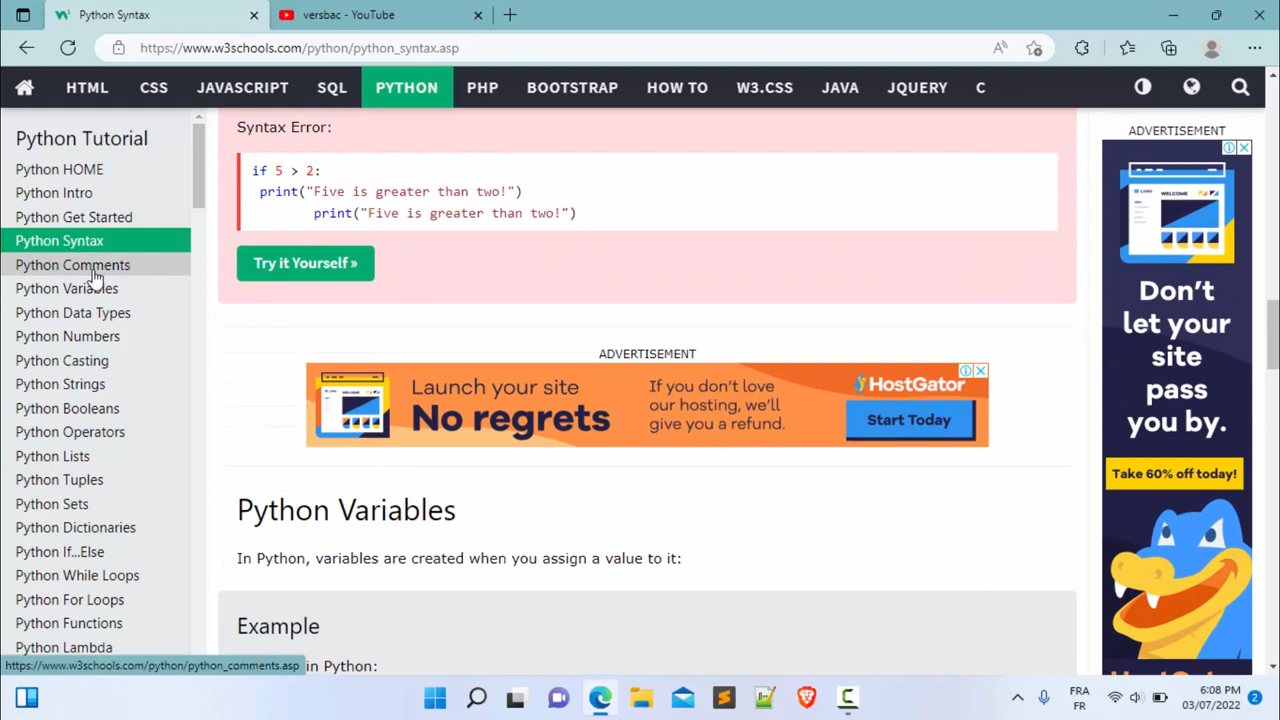 Python Syntax
versbac - YouTube
https://www.w3schools.com/python/python_syntax.asp
HTML CSS JAVASCRIPT SQL PYTHON PHP BOOTSTRAP HOW TO W3.CSS JAVA JQUERY C
Python Tutorial
Python HOME
Python Intro
Python Get Started
Python Syntax
Python Comments
Python Variables
Python Data Types
Python Numbers
Python Casting
Python Strings
Python Booleans
Python Operators
Python Lists
Python Tuples
Python Sets
Python Dictionaries
Python If...Else
Python While Loops
Python For Loops
Python Functions
Python Lambda
https://www.w3schools.com/python/python_comments.asp
Syntax Error:
if 5 > 2:
print("Five is greater than two!")
print("Five is greater than two!")
Try it Yourself »
ADVERTISEMENT
Launch your site
No regrets
If you don't love
our hosting, we'll
give you a refund.
HostGator
Start Today
Python Variables
In Python, variables are created when you assign a value to it:
Example
in Python:
ADVERTISEMENT
WELCOME
Don't
let your
site
pass
you by.
Take 60% off today!
FRA
FR
6:08 PM
03/07/2022
2